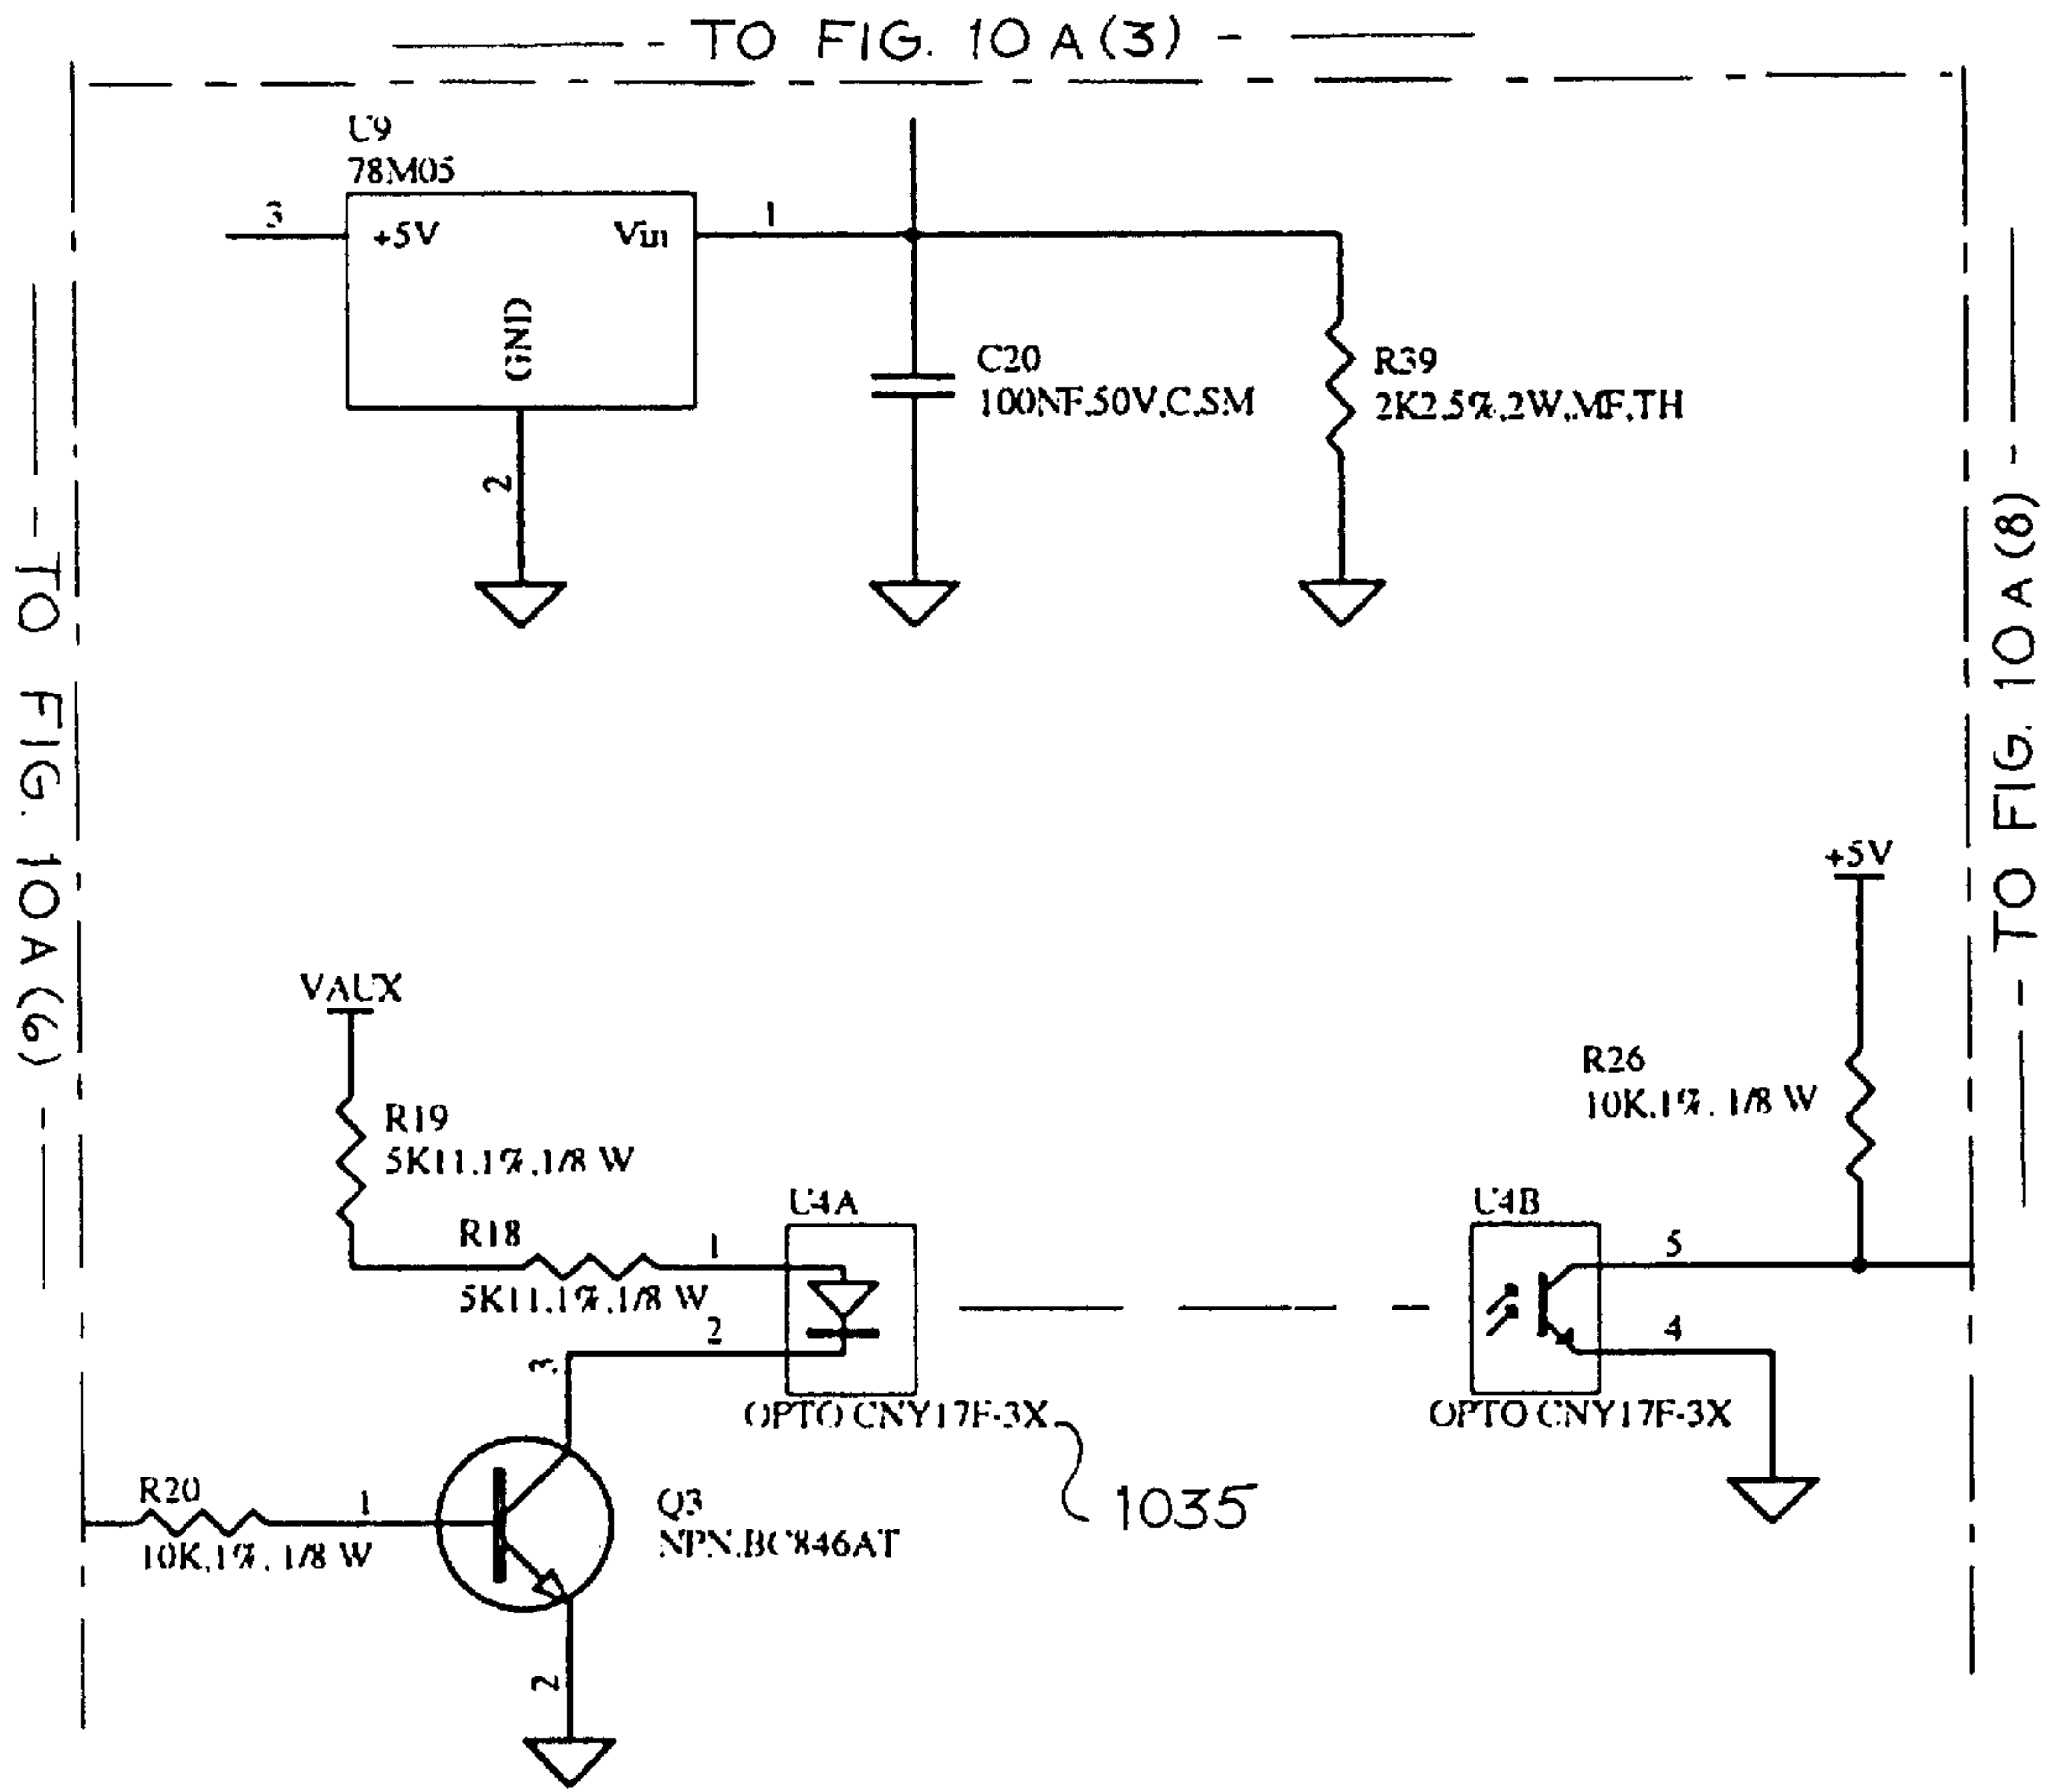 TO FIG. 10A(3)
U9
78M05
3
+5V
Vin
1
GND
2
C20
100NF,50V,C,SM
R39
2K2,5%,2W,MF,TH
TO FIG. 10A(6)
TO FIG. 10A(8)
+5V
VAUX
R26
10K,1%, 1/8 W
R19
5K11,1%,1/8 W
R18
5K11,1%,1/8 W
1
2
U4A
OPTO CNY17F-3X
1035
U4B
5
4
OPTO CNY17F-3X
3
R20
10K,1%, 1/8 W
1
Q3
NPN,BC846AT
2